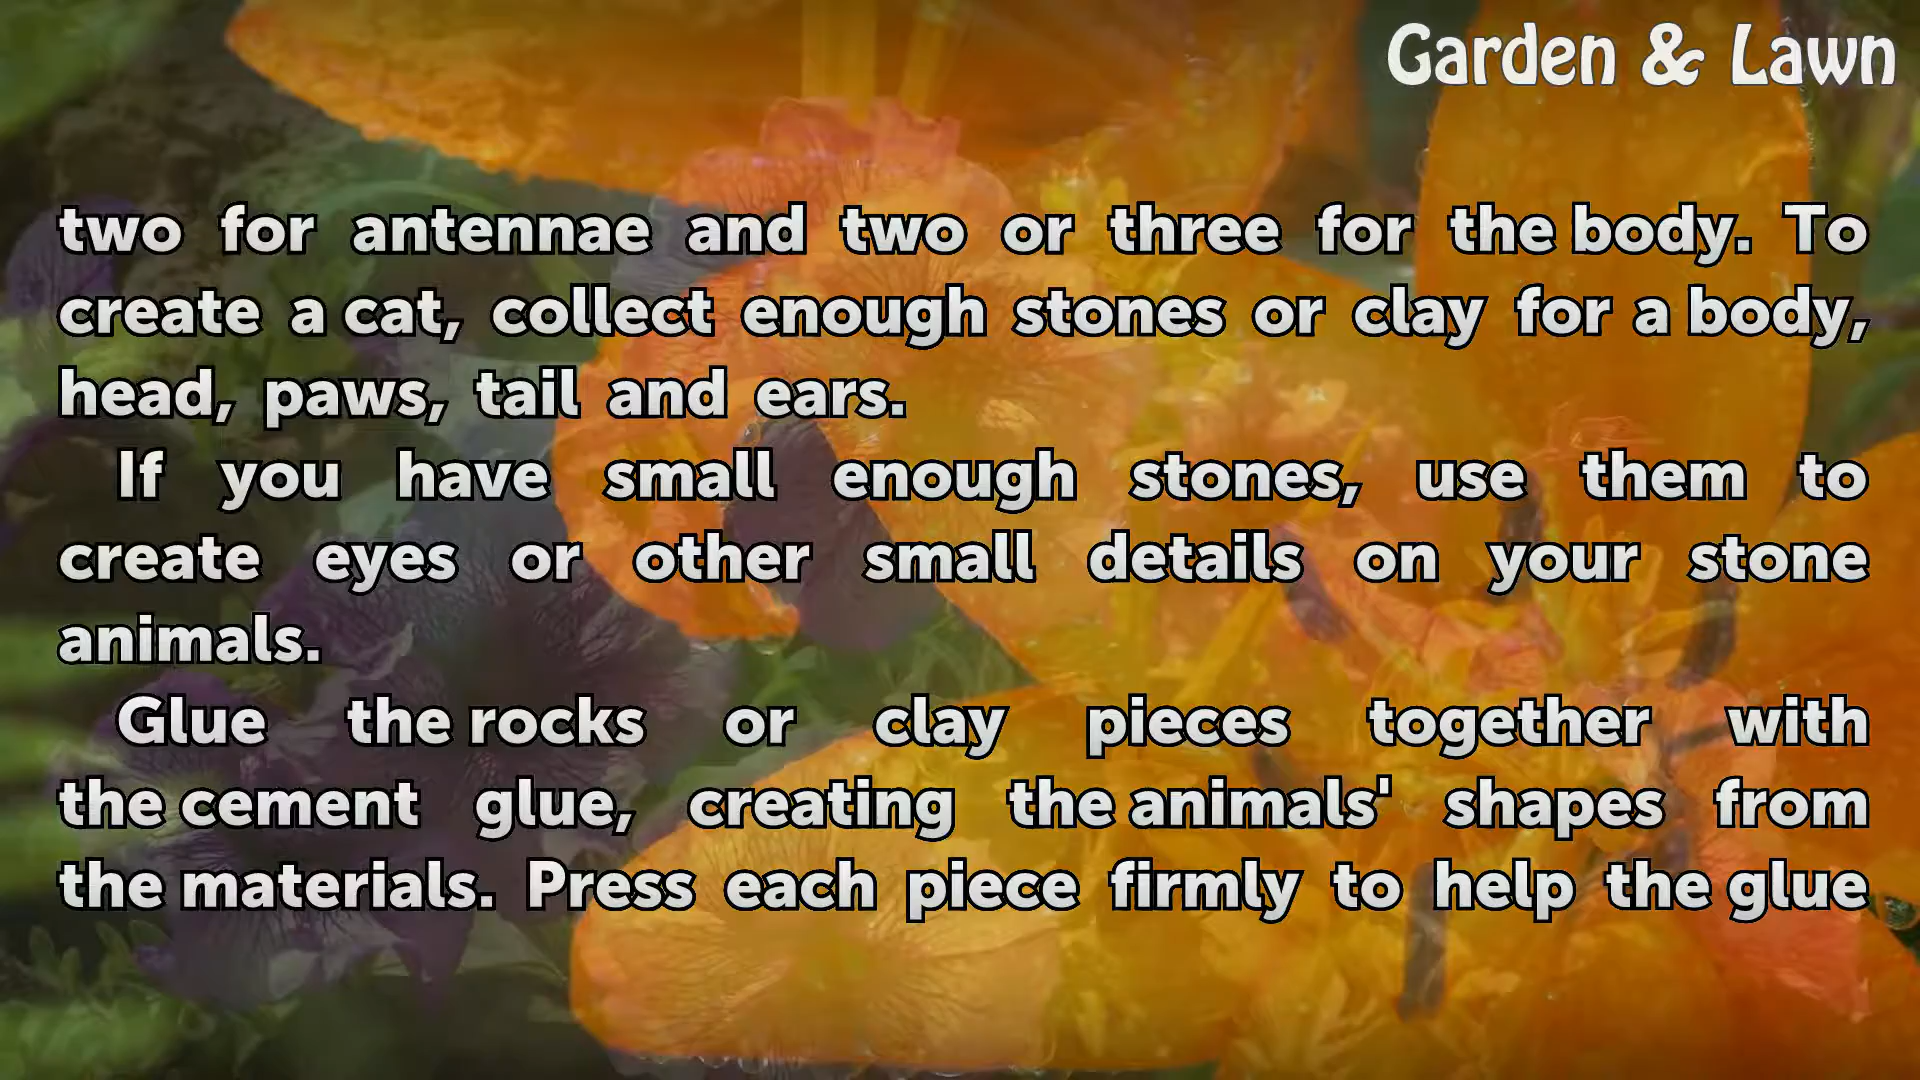 Garden & Lawn
two for antennae and two or three for the body. To
create a cat, collect enough stones or clay for a body,
head, paws, tail and ears.
If you have small enough stones, use them to
create eyes or other small details on your stone
animals.
Glue the rocks or clay pieces together with
the cement glue, creating the animals' shapes from
the materials. Press each piece firmly to help the glue